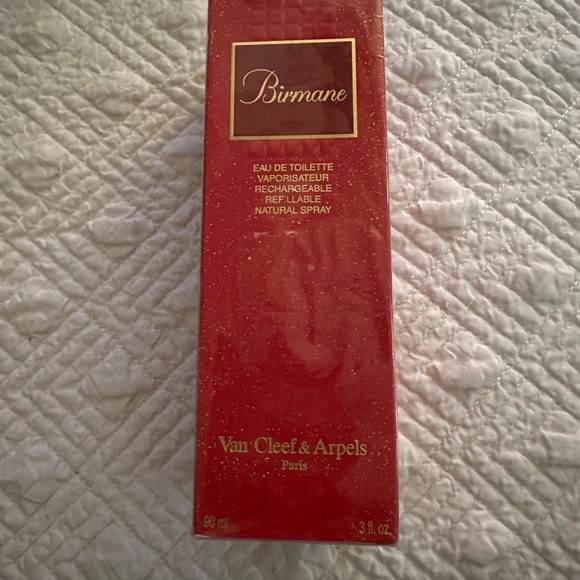 Birmane
EAU DE TOILETTE
VAPORISATEUR
RECHARGEABLE
REFILLABLE
NATURAL SPRAY
Van Cleef & Arpels
Paris
90 ml
3 fl. oz.